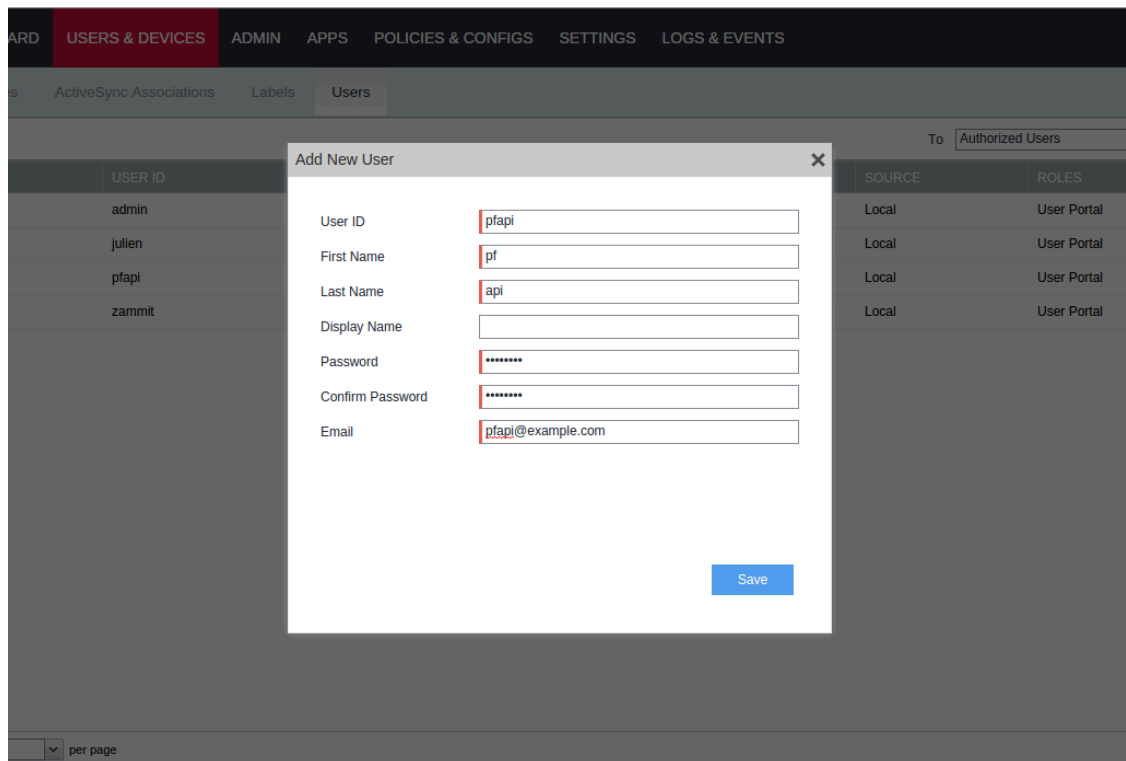 ARD USERS & DEVICES ADMIN APPS POLICIES & CONFIGS SETTINGS LOGS & EVENTS
es ActiveSync Associations Labels Users
To Authorized Users
Add New User
USER ID SOURCE ROLES
admin Local User Portal
julien Local User Portal
pfapi Local User Portal
zammit Local User Portal
User ID pfapi
First Name pf
Last Name api
Display Name
Password ••••••••
Confirm Password ••••••••
Email pfapi@example.com
Save
per page